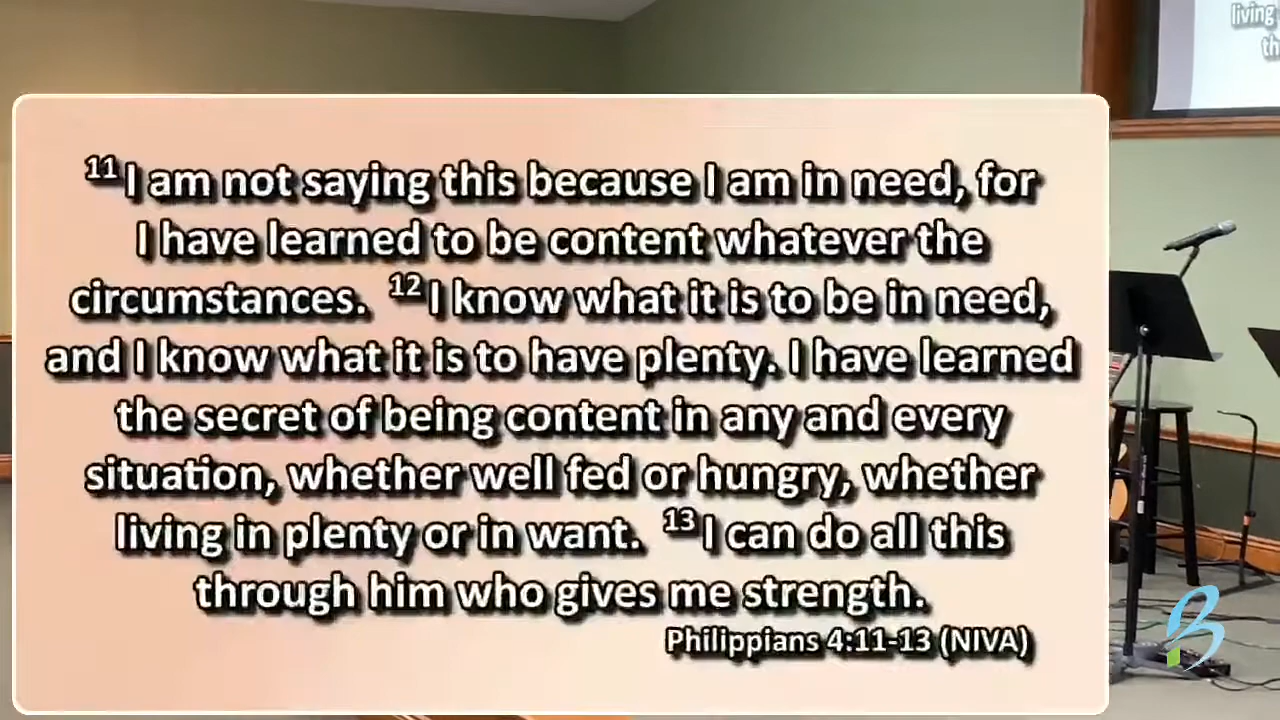 living
th
11 I am not saying this because I am in need, for
I have learned to be content whatever the
circumstances. 12 I know what it is to be in need,
and I know what it is to have plenty. I have learned
the secret of being content in any and every
situation, whether well fed or hungry, whether
living in plenty or in want. 13 I can do all this
through him who gives me strength.
Philippians 4:11-13 (NIVA)